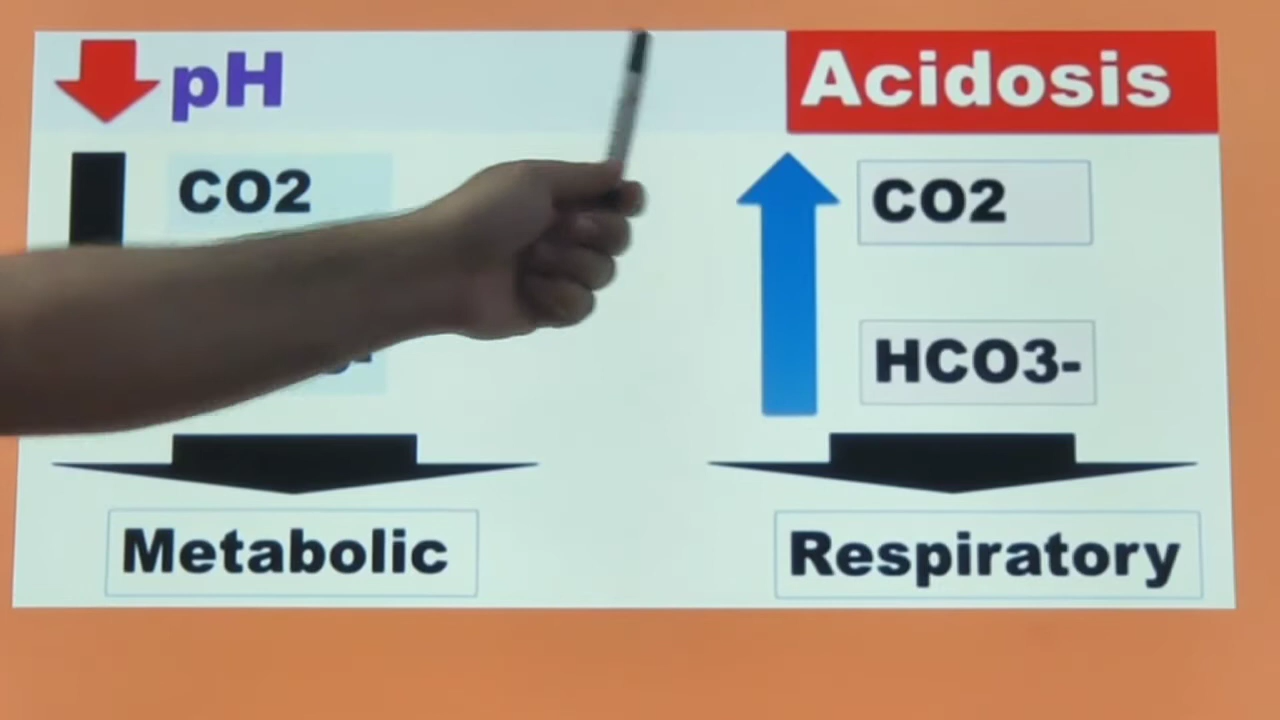 pH
Acidosis
CO2
CO2
HCO3-
Metabolic
Respiratory